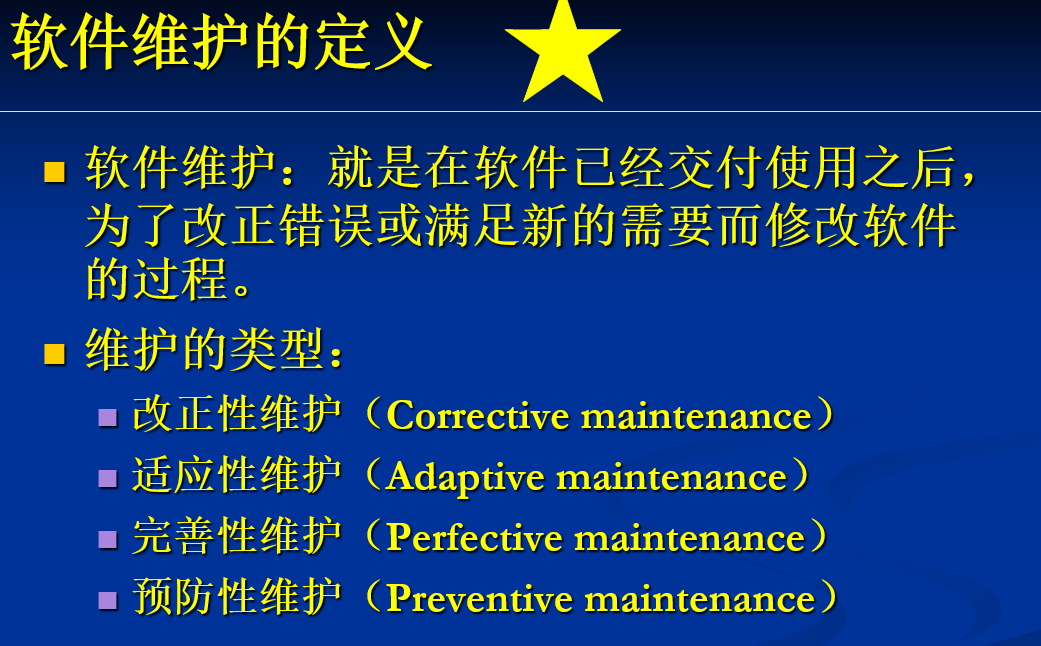 软件维护的定义
软件维护：就是在软件已经交付使用之后，
为了改正错误或满足新的需要而修改软件
的过程。
维护的类型：
改正性维护（Corrective maintenance）
适应性维护（Adaptive maintenance）
完善性维护（Perfective maintenance）
预防性维护（Preventive maintenance）